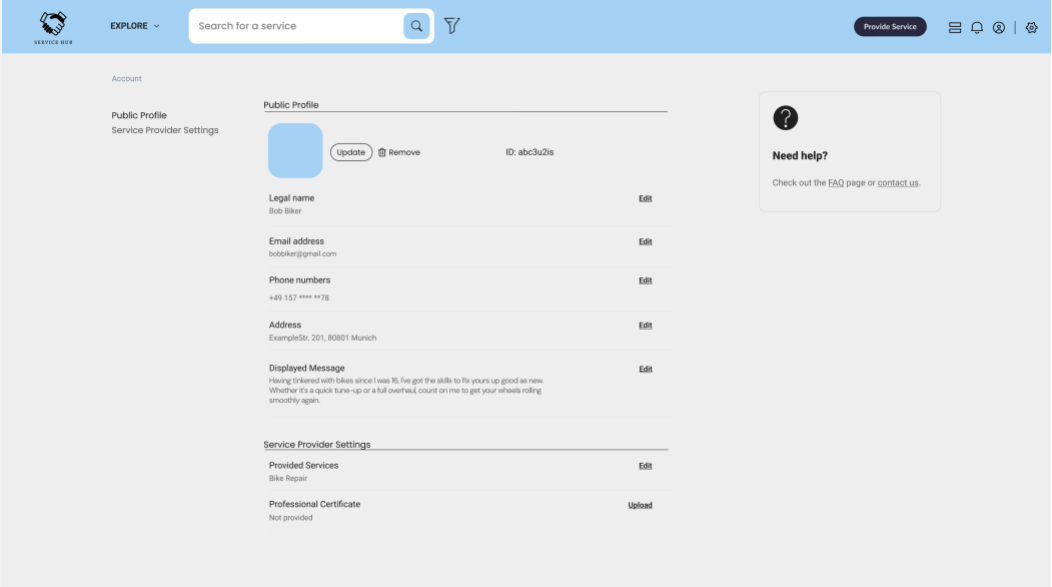 SERVICE HUB
EXPLORE
Search for a service
Provide Service
Account
Public Profile
Service Provider Settings
Public Profile
Update
Remove
ID: abc3u2is
Legal name
Edit
Bob Biker
Email address
Edit
bobbiker@gmail.com
Phone numbers
Edit
+49 157 **** **78
Address
Edit
ExampleStr. 201, 80801 Munich
Displayed Message
Edit
Having tinkered with bikes since I was 16, I've got the skills to fix yours up good as new.
Whether it's a quick tune-up or a full overhaul, count on me to get your wheels rolling
smoothly again.
Service Provider Settings
Provided Services
Edit
Bike Repair
Professional Certificate
Upload
Not provided
?
Need help?
Check out the FAQ page or contact us.